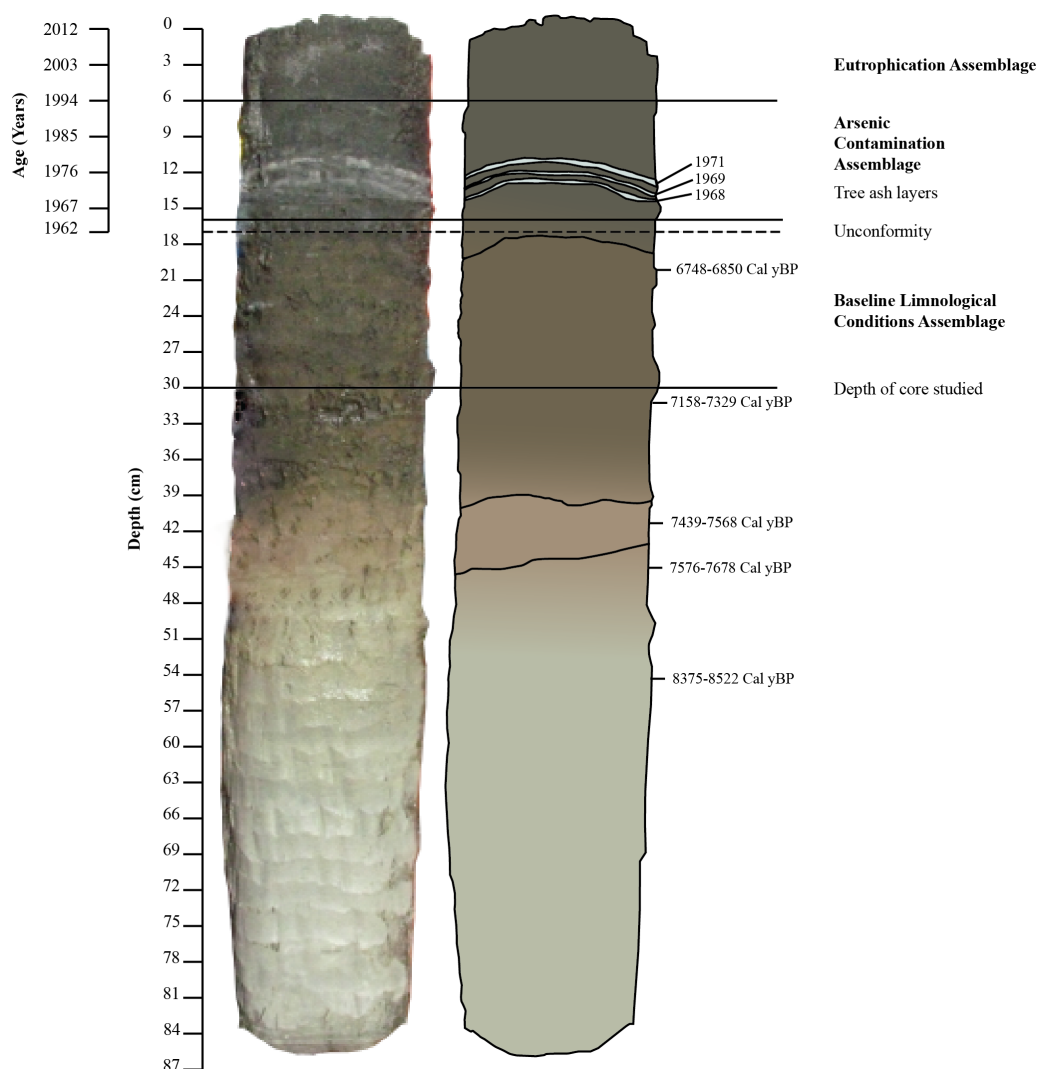 Age (Years)
2012
2003
1994
1985
1976
1967
1962
Depth (cm)
0
3
6
9
12
15
18
21
24
27
30
33
36
39
42
45
48
51
54
57
60
63
66
69
72
75
78
81
84
87
1971
1969
1968
6748-6850 Cal yBP
7158-7329 Cal yBP
7439-7568 Cal yBP
7576-7678 Cal yBP
8375-8522 Cal yBP
Eutrophication Assemblage
Arsenic
Contamination
Assemblage
Tree ash layers
Unconformity
Baseline Limnological
Conditions Assemblage
Depth of core studied